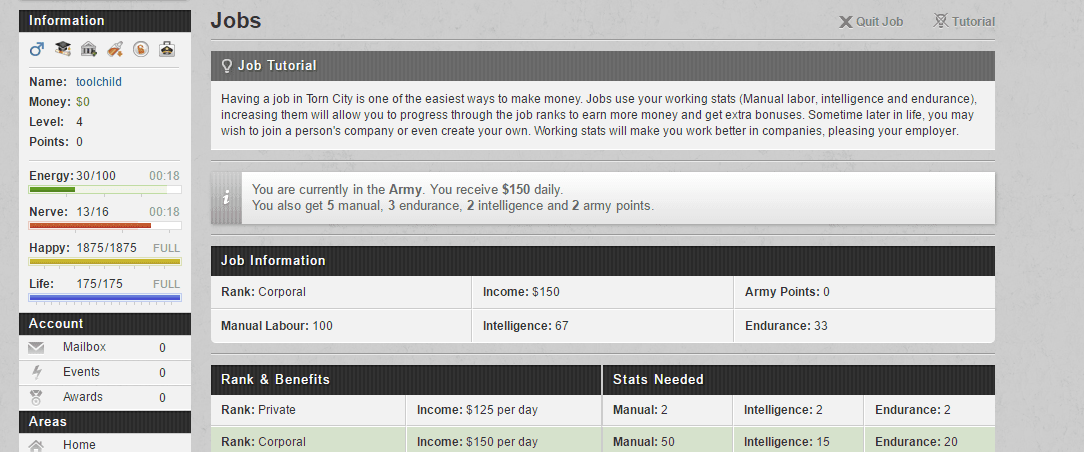 Information
Name: toolchild
Money: $0
Level: 4
Points: 0
Energy: 30/100 00:18
Nerve: 13/16 00:18
Happy: 1875/1875 FULL
Life: 175/175 FULL
Account
Mailbox 0
Events 0
Awards 0
Areas
Home
Jobs
Quit Job
Tutorial
Job Tutorial
Having a job in Torn City is one of the easiest ways to make money. Jobs use your working stats (Manual labor, intelligence and endurance),
increasing them will allow you to progress through the job ranks to earn more money and get extra bonuses. Sometime later in life, you may
wish to join a person's company or even create your own. Working stats will make you work better in companies, pleasing your employer.
i
You are currently in the Army. You receive $150 daily.
You also get 5 manual, 3 endurance, 2 intelligence and 2 army points.
Job Information
Rank: Corporal Income: $150 Army Points: 0
Manual Labour: 100 Intelligence: 67 Endurance: 33
Rank & Benefits Stats Needed
Rank: Private Income: $125 per day Manual: 2 Intelligence: 2 Endurance: 2
Rank: Corporal Income: $150 per day Manual: 50 Intelligence: 15 Endurance: 20